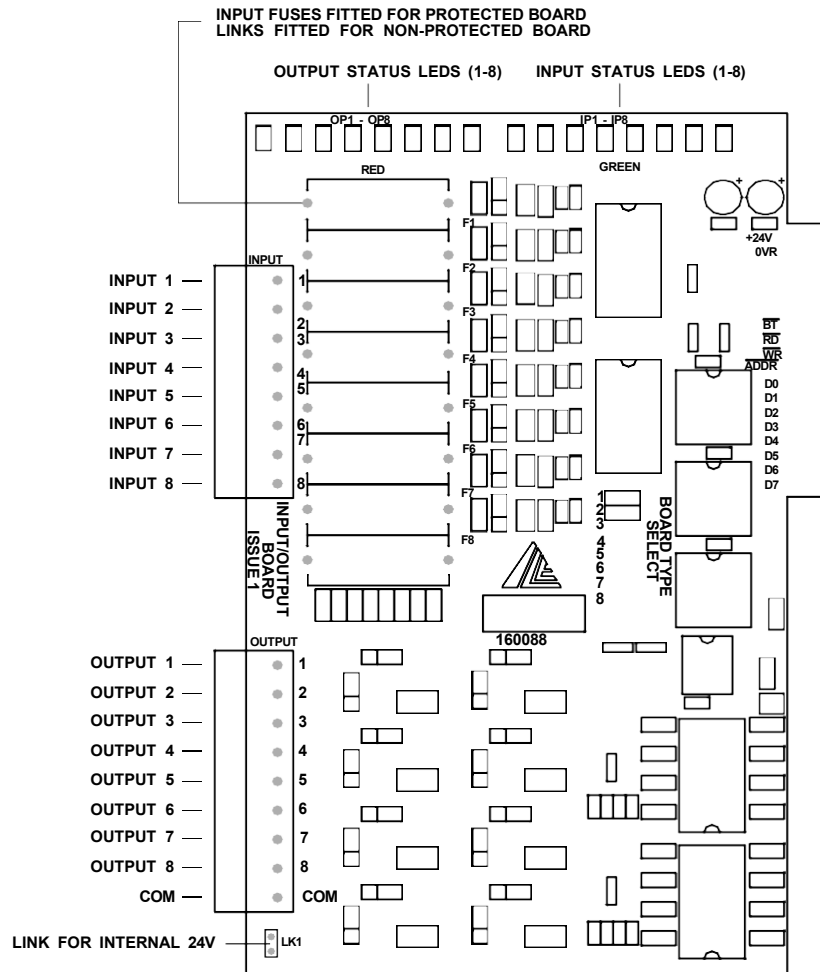 INPUT FUSES FITTED FOR PROTECTED BOARD
LINKS FITTED FOR NON-PROTECTED BOARD
OUTPUT STATUS LEDS (1-8)
INPUT STATUS LEDS (1-8)
OP1 - OP8
IP1 - IP8
RED
GREEN
F1
F2
F3
F4
F5
F6
F7
F8
+
+
+24V
0VR
INPUT
INPUT 1
INPUT 2
INPUT 3
INPUT 4
INPUT 5
INPUT 6
INPUT 7
INPUT 8
1
2
3
4
5
6
7
8
BT
RD
WR
ADDR
D0
D1
D2
D3
D4
D5
D6
D7
INPUT/OUTPUT
BOARD
ISSUE 1
1
2
3
4
5
6
7
8
BOARD TYPE
SELECT
160088
OUTPUT
OUTPUT 1
OUTPUT 2
OUTPUT 3
OUTPUT 4
OUTPUT 5
OUTPUT 6
OUTPUT 7
OUTPUT 8
COM
1
2
3
4
5
6
7
8
COM
LINK FOR INTERNAL 24V
LK1